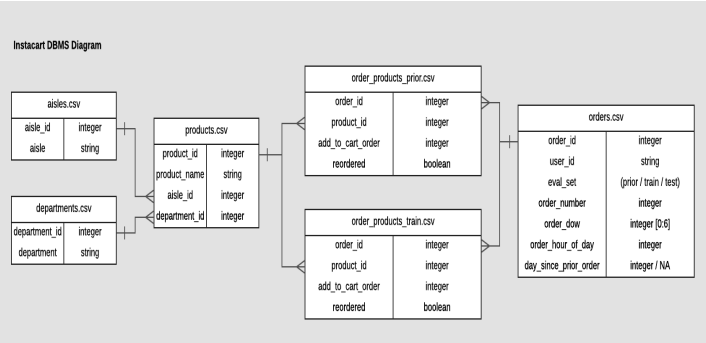 Instacart DBMS Diagram
aisles.csv
aisle_id integer
aisle string
departments.csv
department_id integer
department string
products.csv
product_id integer
product_name string
aisle_id integer
department_id integer
order_products_prior.csv
order_id integer
product_id integer
add_to_cart_order integer
reordered boolean
order_products_train.csv
order_id integer
product_id integer
add_to_cart_order integer
reordered boolean
orders.csv
order_id integer
user_id string
eval_set (prior / train / test)
order_number integer
order_dow integer [0:6]
order_hour_of_day integer
day_since_prior_order integer / NA